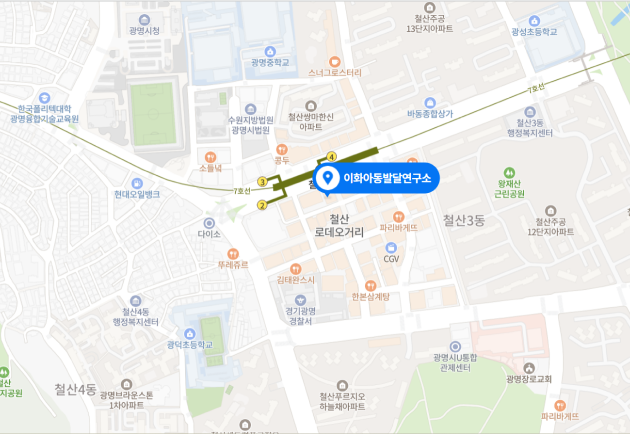 광명시청
철산주공
13단지아파트
광성초등학교
광명중학교
스너그로스터리
7호선
한국폴리텍대학
광명융합기술교육원
수원지방법원
광명시법원
철산쌍마한신
아파트
바동종합상가
철산3동
행정복지센터
소들녘
콩두
4
3
2
7호선
철
이화아동발달연구소
현대오일뱅크
왕재산
근린공원
다이소
철산
로데오거리
파리바게뜨
철산3동
철산주공
12단지아파트
뚜레쥬르
CGV
김태완스시
한본삼계탕
철산4동
행정복지센터
경기광명
경찰서
광덕초등학교
광명시U통합
관제센터
철산
지공원
철산4동
광명브라운스톤
1차아파트
철산푸르지오
하늘채아파트
광명장로교회
파리바게뜨